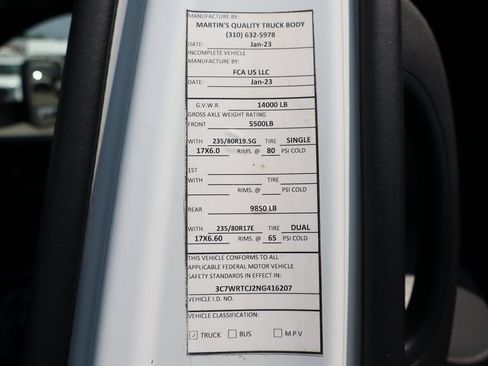 MANUFACTURE BY:
MARTIN'S QUALITY TRUCK BODY
(310) 632-5978
DATE: Jan-23
INCOMPLETE VEHICLE
MANUFACTURE BY:
FCA US LLC
DATE: Jan-23
G.V.W.R. 14000 LB
GROSS AXLE WEIGHT RATING
FRONT 5500LB
WITH 235/80R19.5G TIRE SINGLE
17X6.0 RIMS. @ 80 PSI COLD
1ST
WITH TIRE
RIMS. @ PSI COLD
REAR 9850 LB
WITH 235/80R17E TIRE DUAL
17X6.60 RIMS. @ 65 PSI COLD
THIS VEHICLE CONFORMS TO ALL
APPLICABLE FEDERAL MOTOR VEHICLE
SAFETY STANDARDS IN EFFECT IN:
3C7WRTCJ2NG416207
VEHICLE I.D. NO.
VEHICLE CLASSIFICATION:
TRUCK BUS M.P.V